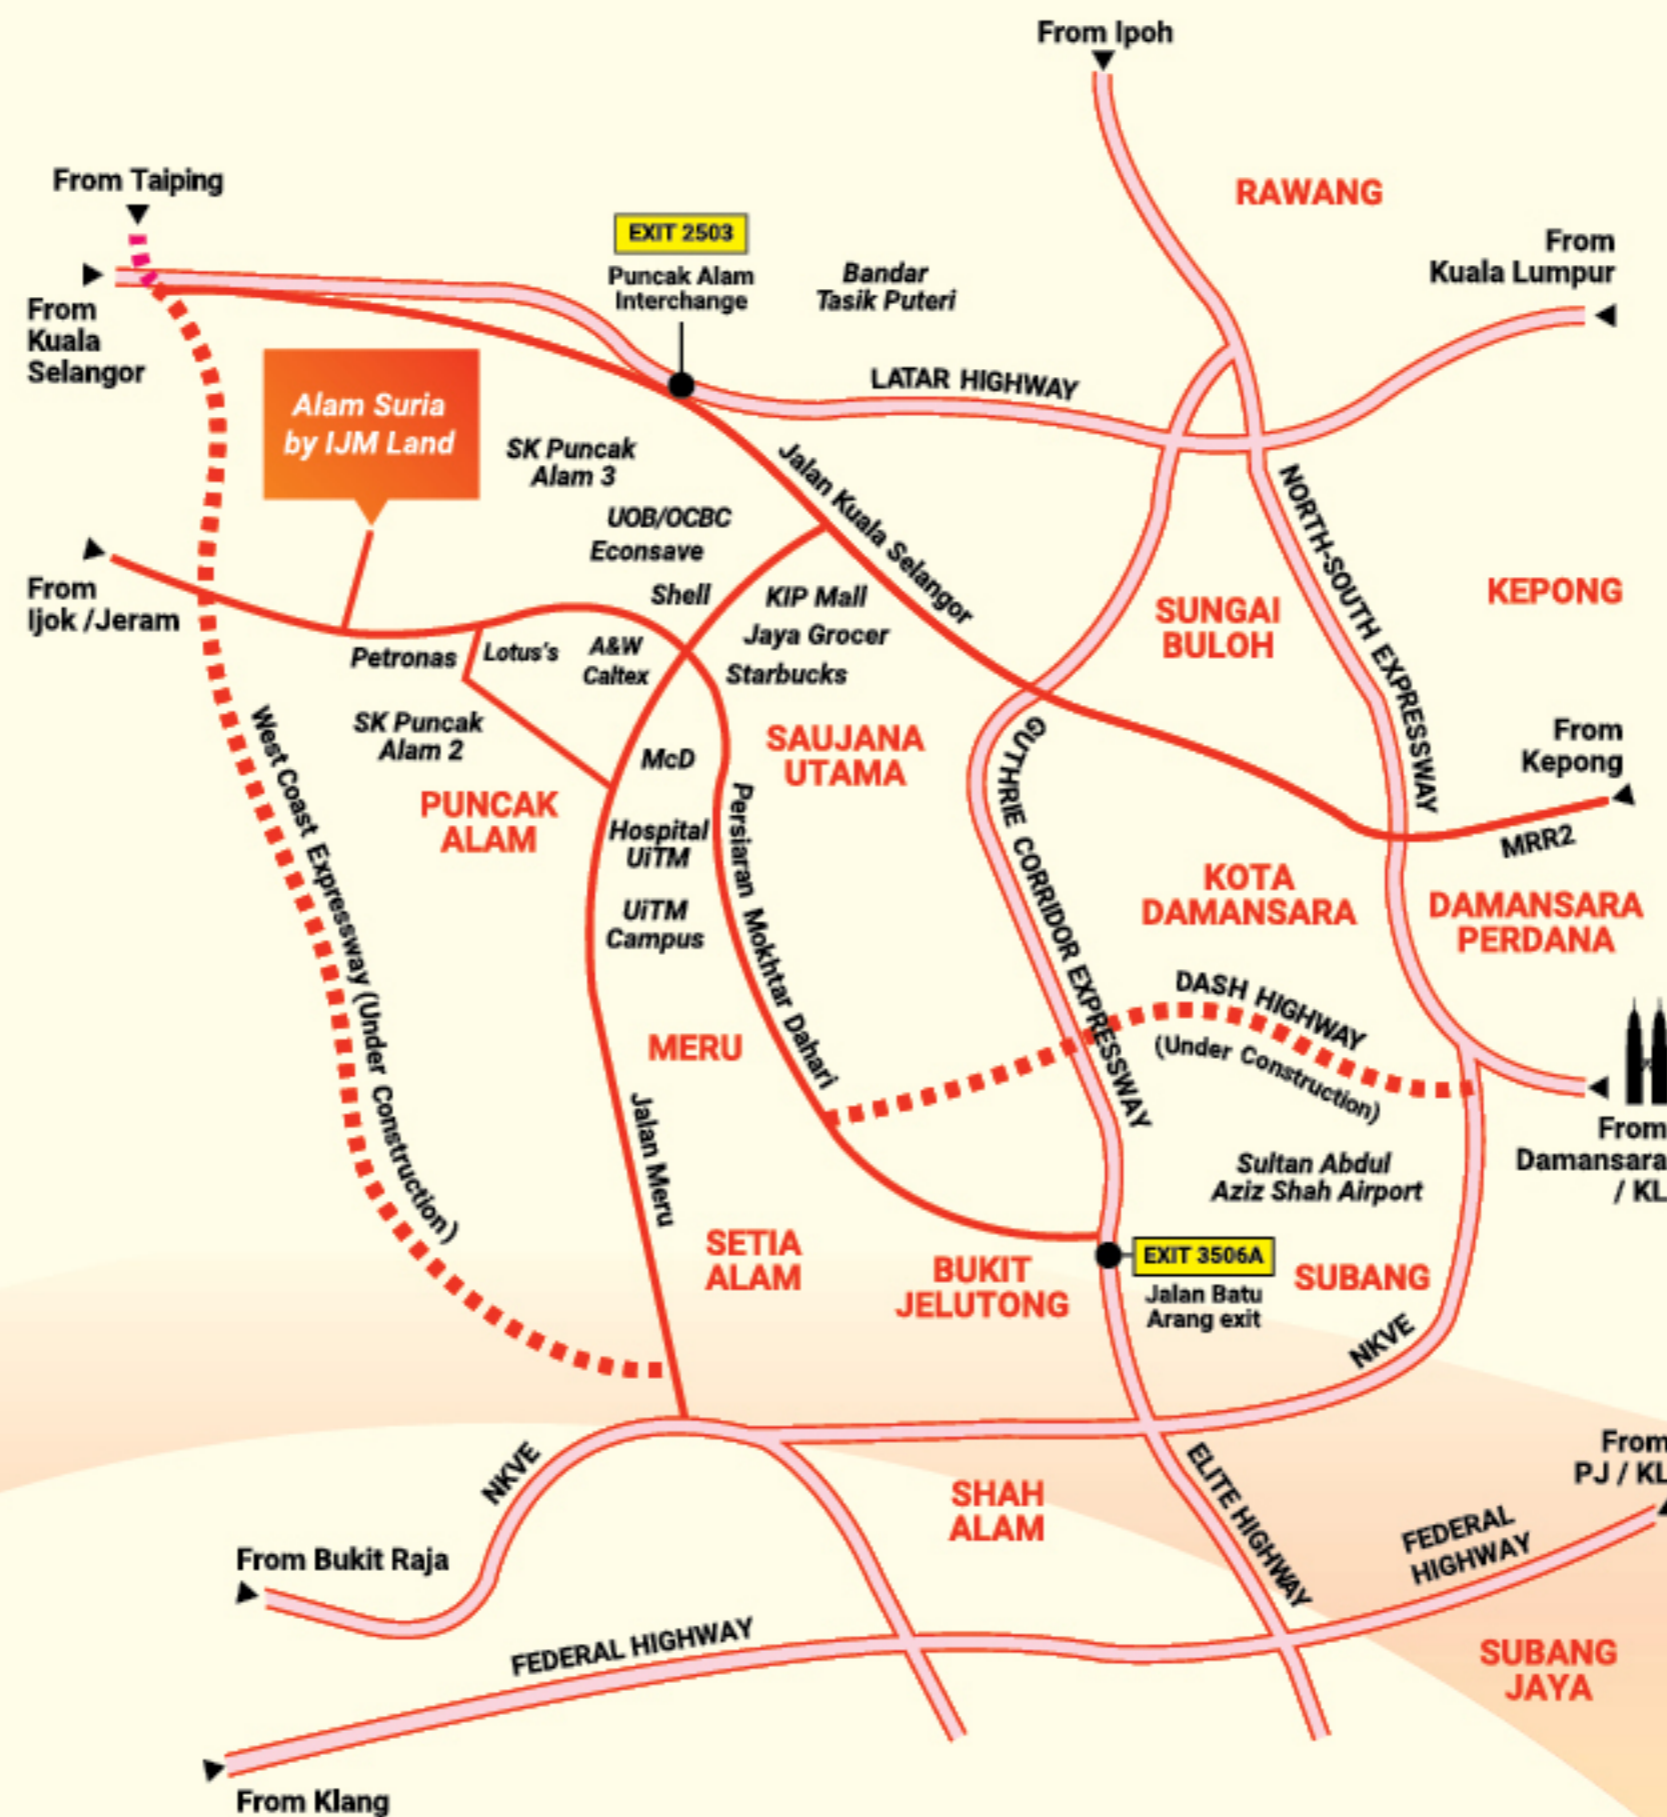 From Ipoh
RAWANG
From Taiping
EXIT 2503
Puncak Alam
Interchange
Bandar
Tasik Puteri
From
Kuala Lumpur
From
Kuala
Selangor
Alam Suria
by IJM Land
LATAR HIGHWAY
SK Puncak
Alam 3
Jalan Kuala Selangor
NORTH-SOUTH EXPRESSWAY
UOB/OCBC
Econsave
From
Ijok /Jeram
Shell
KIP Mall
Jaya Grocer
Starbucks
SUNGAI
BULOH
KEPONG
Petronas
Lotus's
A&W
Caltex
SK Puncak
Alam 2
West Coast Expressway (Under Construction)
McD
SAUJANA
UTAMA
GUTHRIE CORRIDOR EXPRESSWAY
From
Kepong
MRR2
PUNCAK
ALAM
Hospital
UiTM
Persiaran Mokhtar Dahari
UiTM
Campus
KOTA
DAMANSARA
DAMANSARA
PERDANA
DASH HIGHWAY
(Under Construction)
MERU
Jalan Meru
From
Damansara
/ KL
Sultan Abdul
Aziz Shah Airport
SETIA
ALAM
BUKIT
JELUTONG
EXIT 3506A
Jalan Batu
Arang exit
SUBANG
NKVE
NKVE
SHAH
ALAM
ELITE HIGHWAY
From
PJ / KL
FEDERAL
HIGHWAY
From Bukit Raja
FEDERAL HIGHWAY
SUBANG
JAYA
From Klang